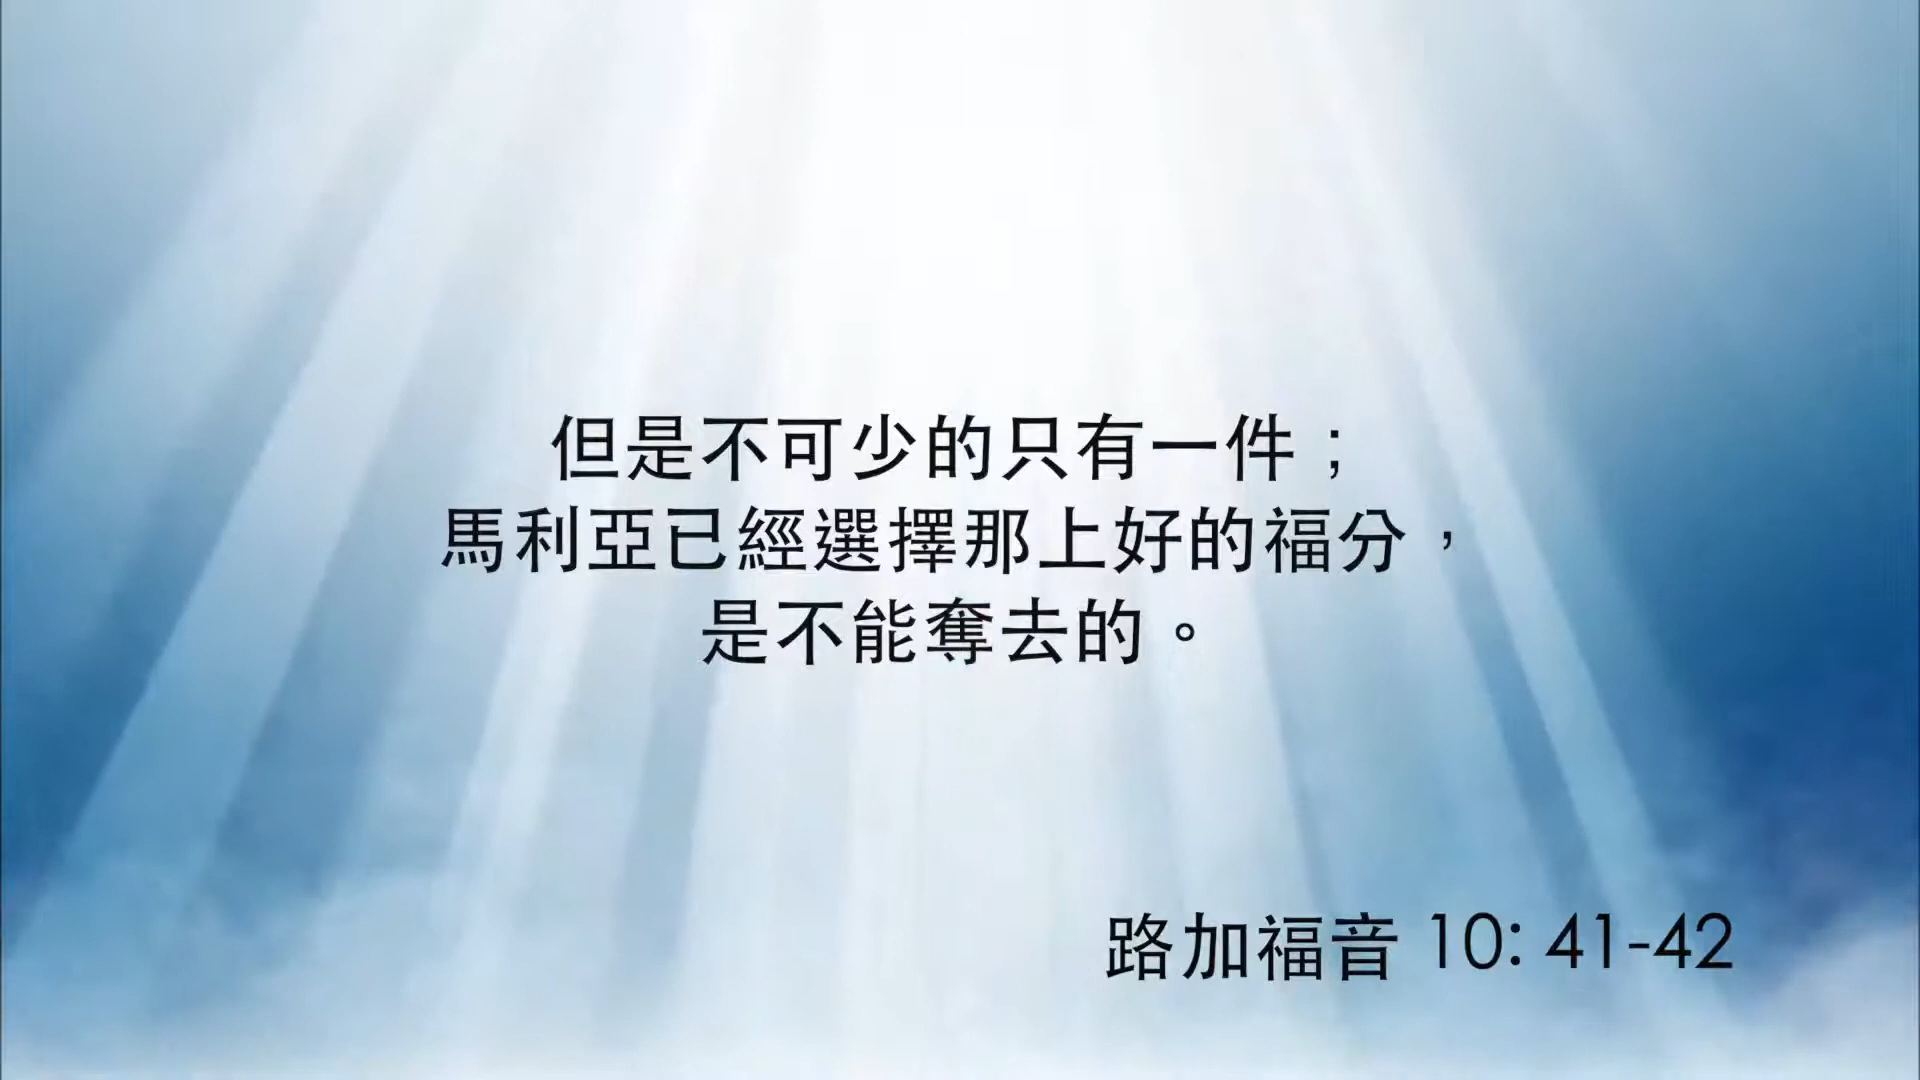 但是不可少的只有一件；
馬利亞已經選擇那上好的福分，
是不能奪去的。
路加福音 10: 41-42